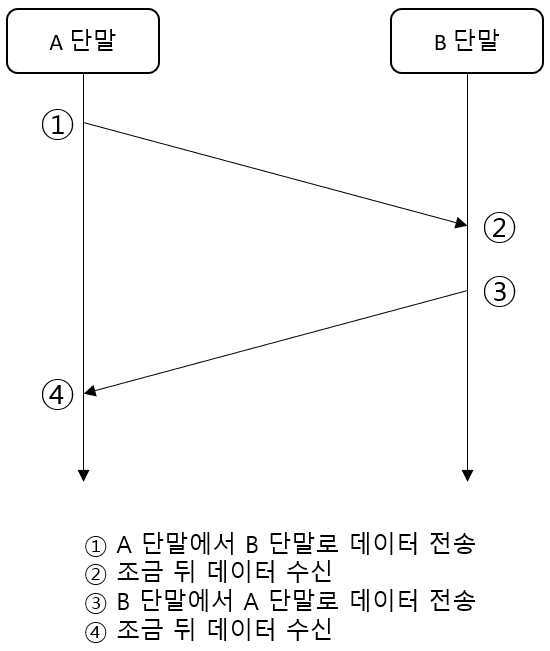 A 단말
B 단말
①
②
③
④
① A 단말에서 B 단말로 데이터 전송
② 조금 뒤 데이터 수신
③ B 단말에서 A 단말로 데이터 전송
④ 조금 뒤 데이터 수신